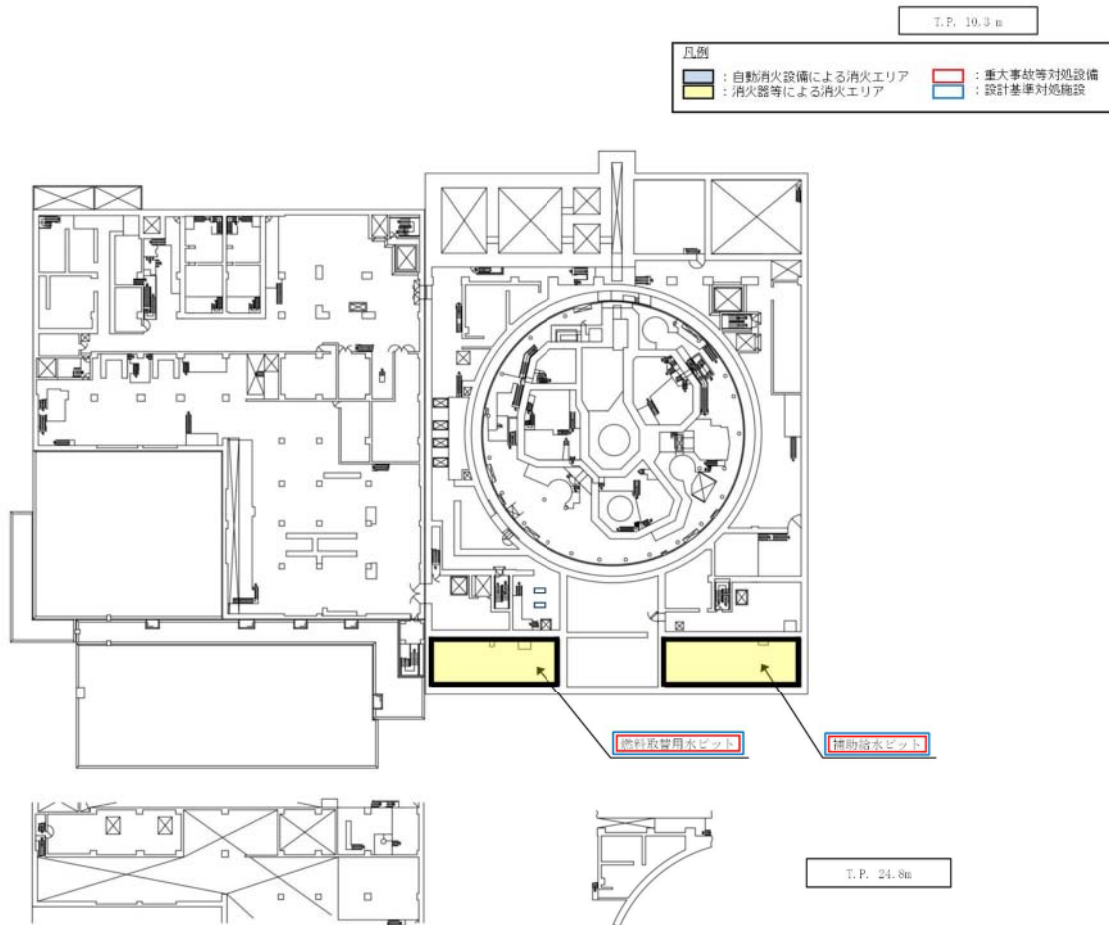 T.P. 10.3 m
凡例
：自動消火設備による消火エリア
：重大事故等対処設備
：消火器等による消火エリア
：設計基準対処施設
燃料取替用水ピット
補助給水ピット
T.P. 24.8m